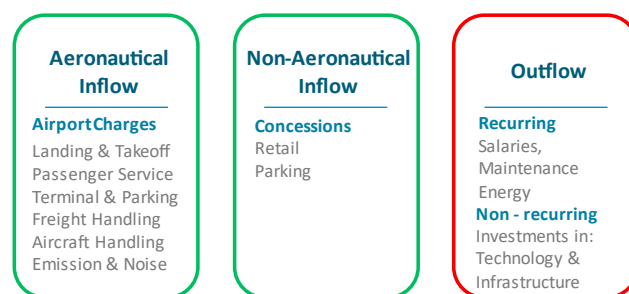 Aeronautical
Inflow
Airport Charges
Landing & Takeoff
Passenger Service
Terminal & Parking
Freight Handling
Aircraft Handling
Emission & Noise
Non-Aeronautical
Inflow
Concessions
Retail
Parking
Outflow
Recurring
Salaries,
Maintenance
Energy
Non - recurring
Investments in:
Technology &
Infrastructure